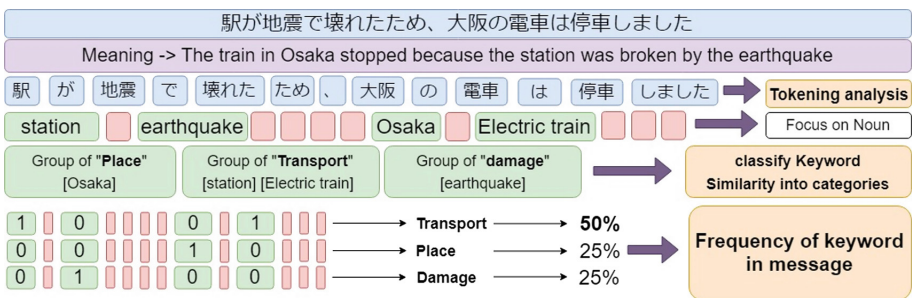 駅が地震で壊れたため、大阪の電車は停車しました
Meaning -> The train in Osaka stopped because the station was broken by the earthquake
駅 が 地震 で 壊れた ため 、 大阪 の 電車 は 停車 しました Tokening analysis
station earthquake Osaka Electric train Focus on Noun
Group of "Place" Group of "Transport" Group of "damage" classify Keyword
[Osaka] [station] [Electric train] [earthquake] Similarity into categories
1 0 0 1 Transport 50%
0 0 1 0 Place 25% Frequency of keyword
0 1 0 0 Damage 25% in message